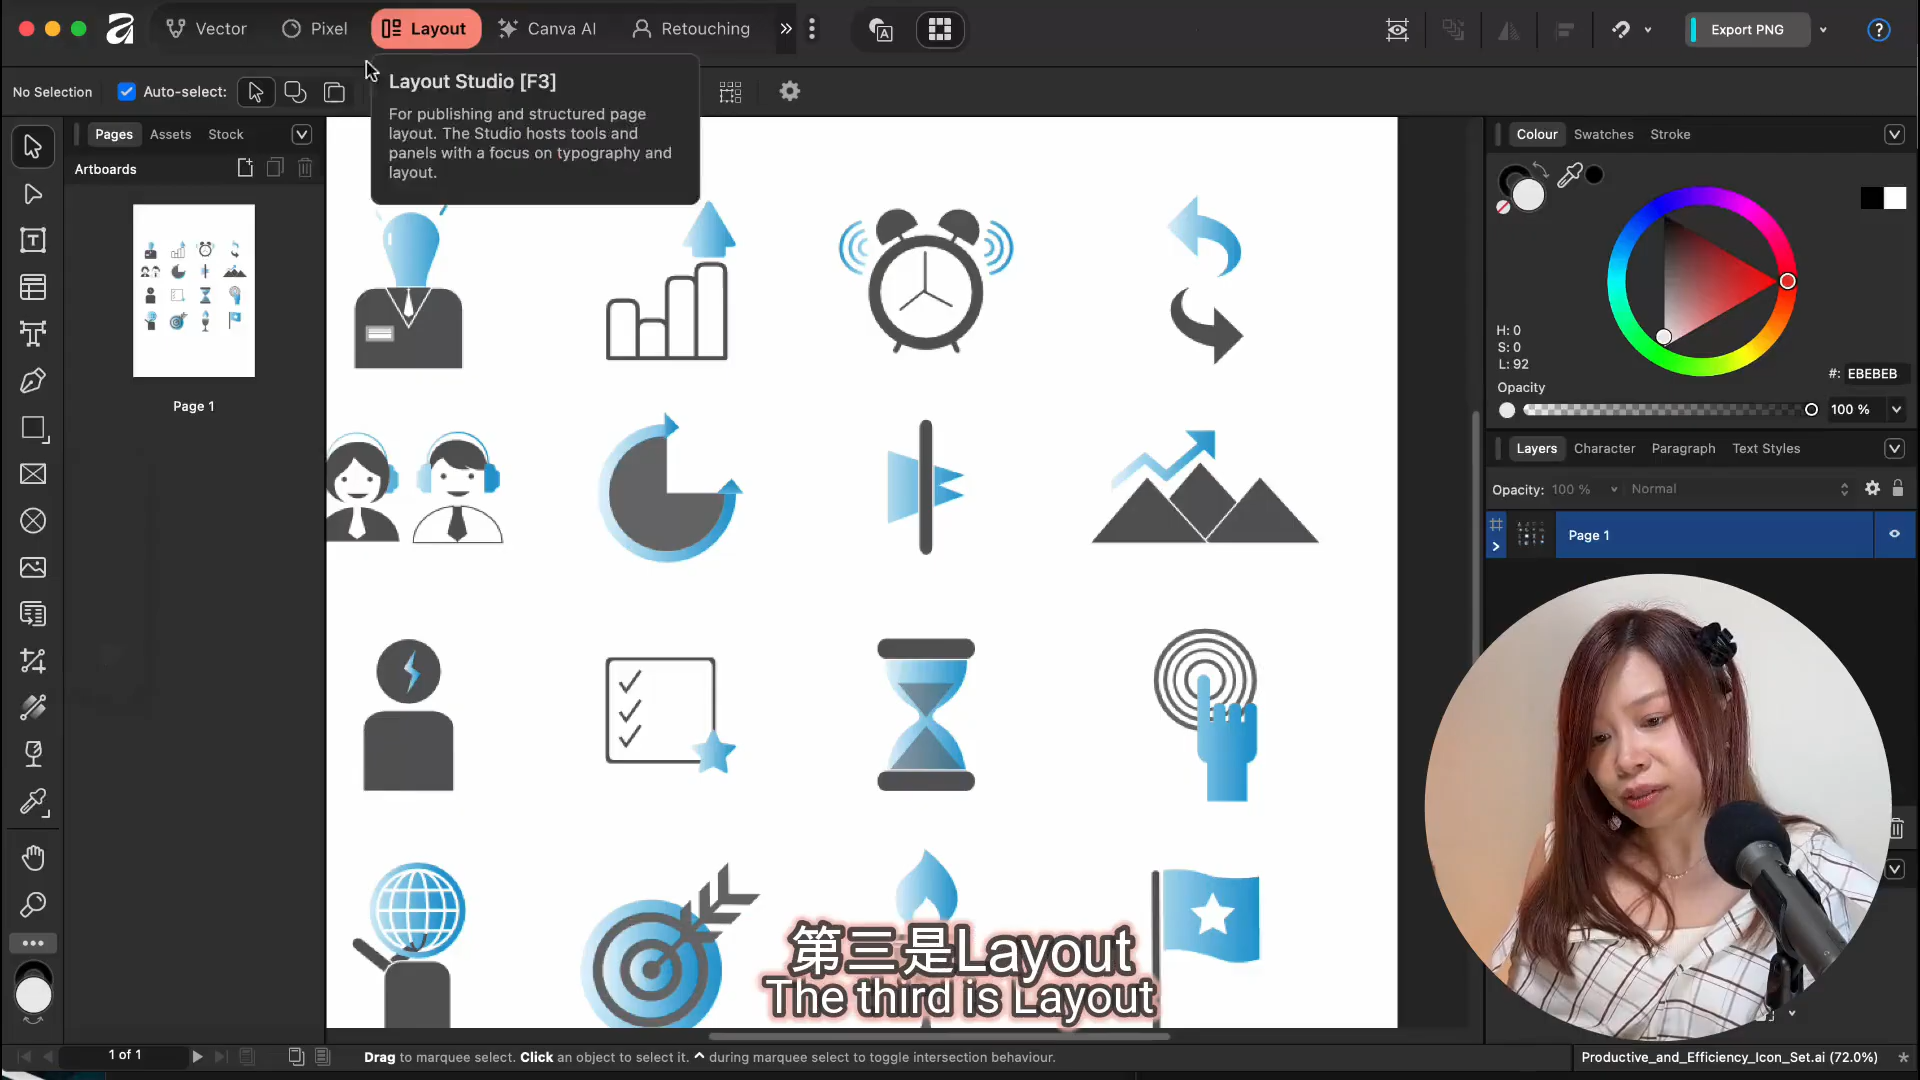 Vector
Pixel
Layout
Canva AI
Retouching
Export PNG
?
No Selection
Auto-select:
Layout Studio [F3]
For publishing and structured page
layout. The Studio hosts tools and
panels with a focus on typography and
layout.
Pages
Assets
Stock
Artboards
Page 1
Colour
Swatches
Stroke
H: 0
S: 0
L: 92
#: EBEBEB
Opacity
100 %
Layers
Character
Paragraph
Text Styles
Opacity: 100 %
Normal
Page 1
第三是Layout
The third is Layout
1 of 1
Drag to marquee select. Click an object to select it. ⌃ during marquee select to toggle intersection behaviour.
Productive_and_Efficiency_Icon_Set.ai (72.0%)